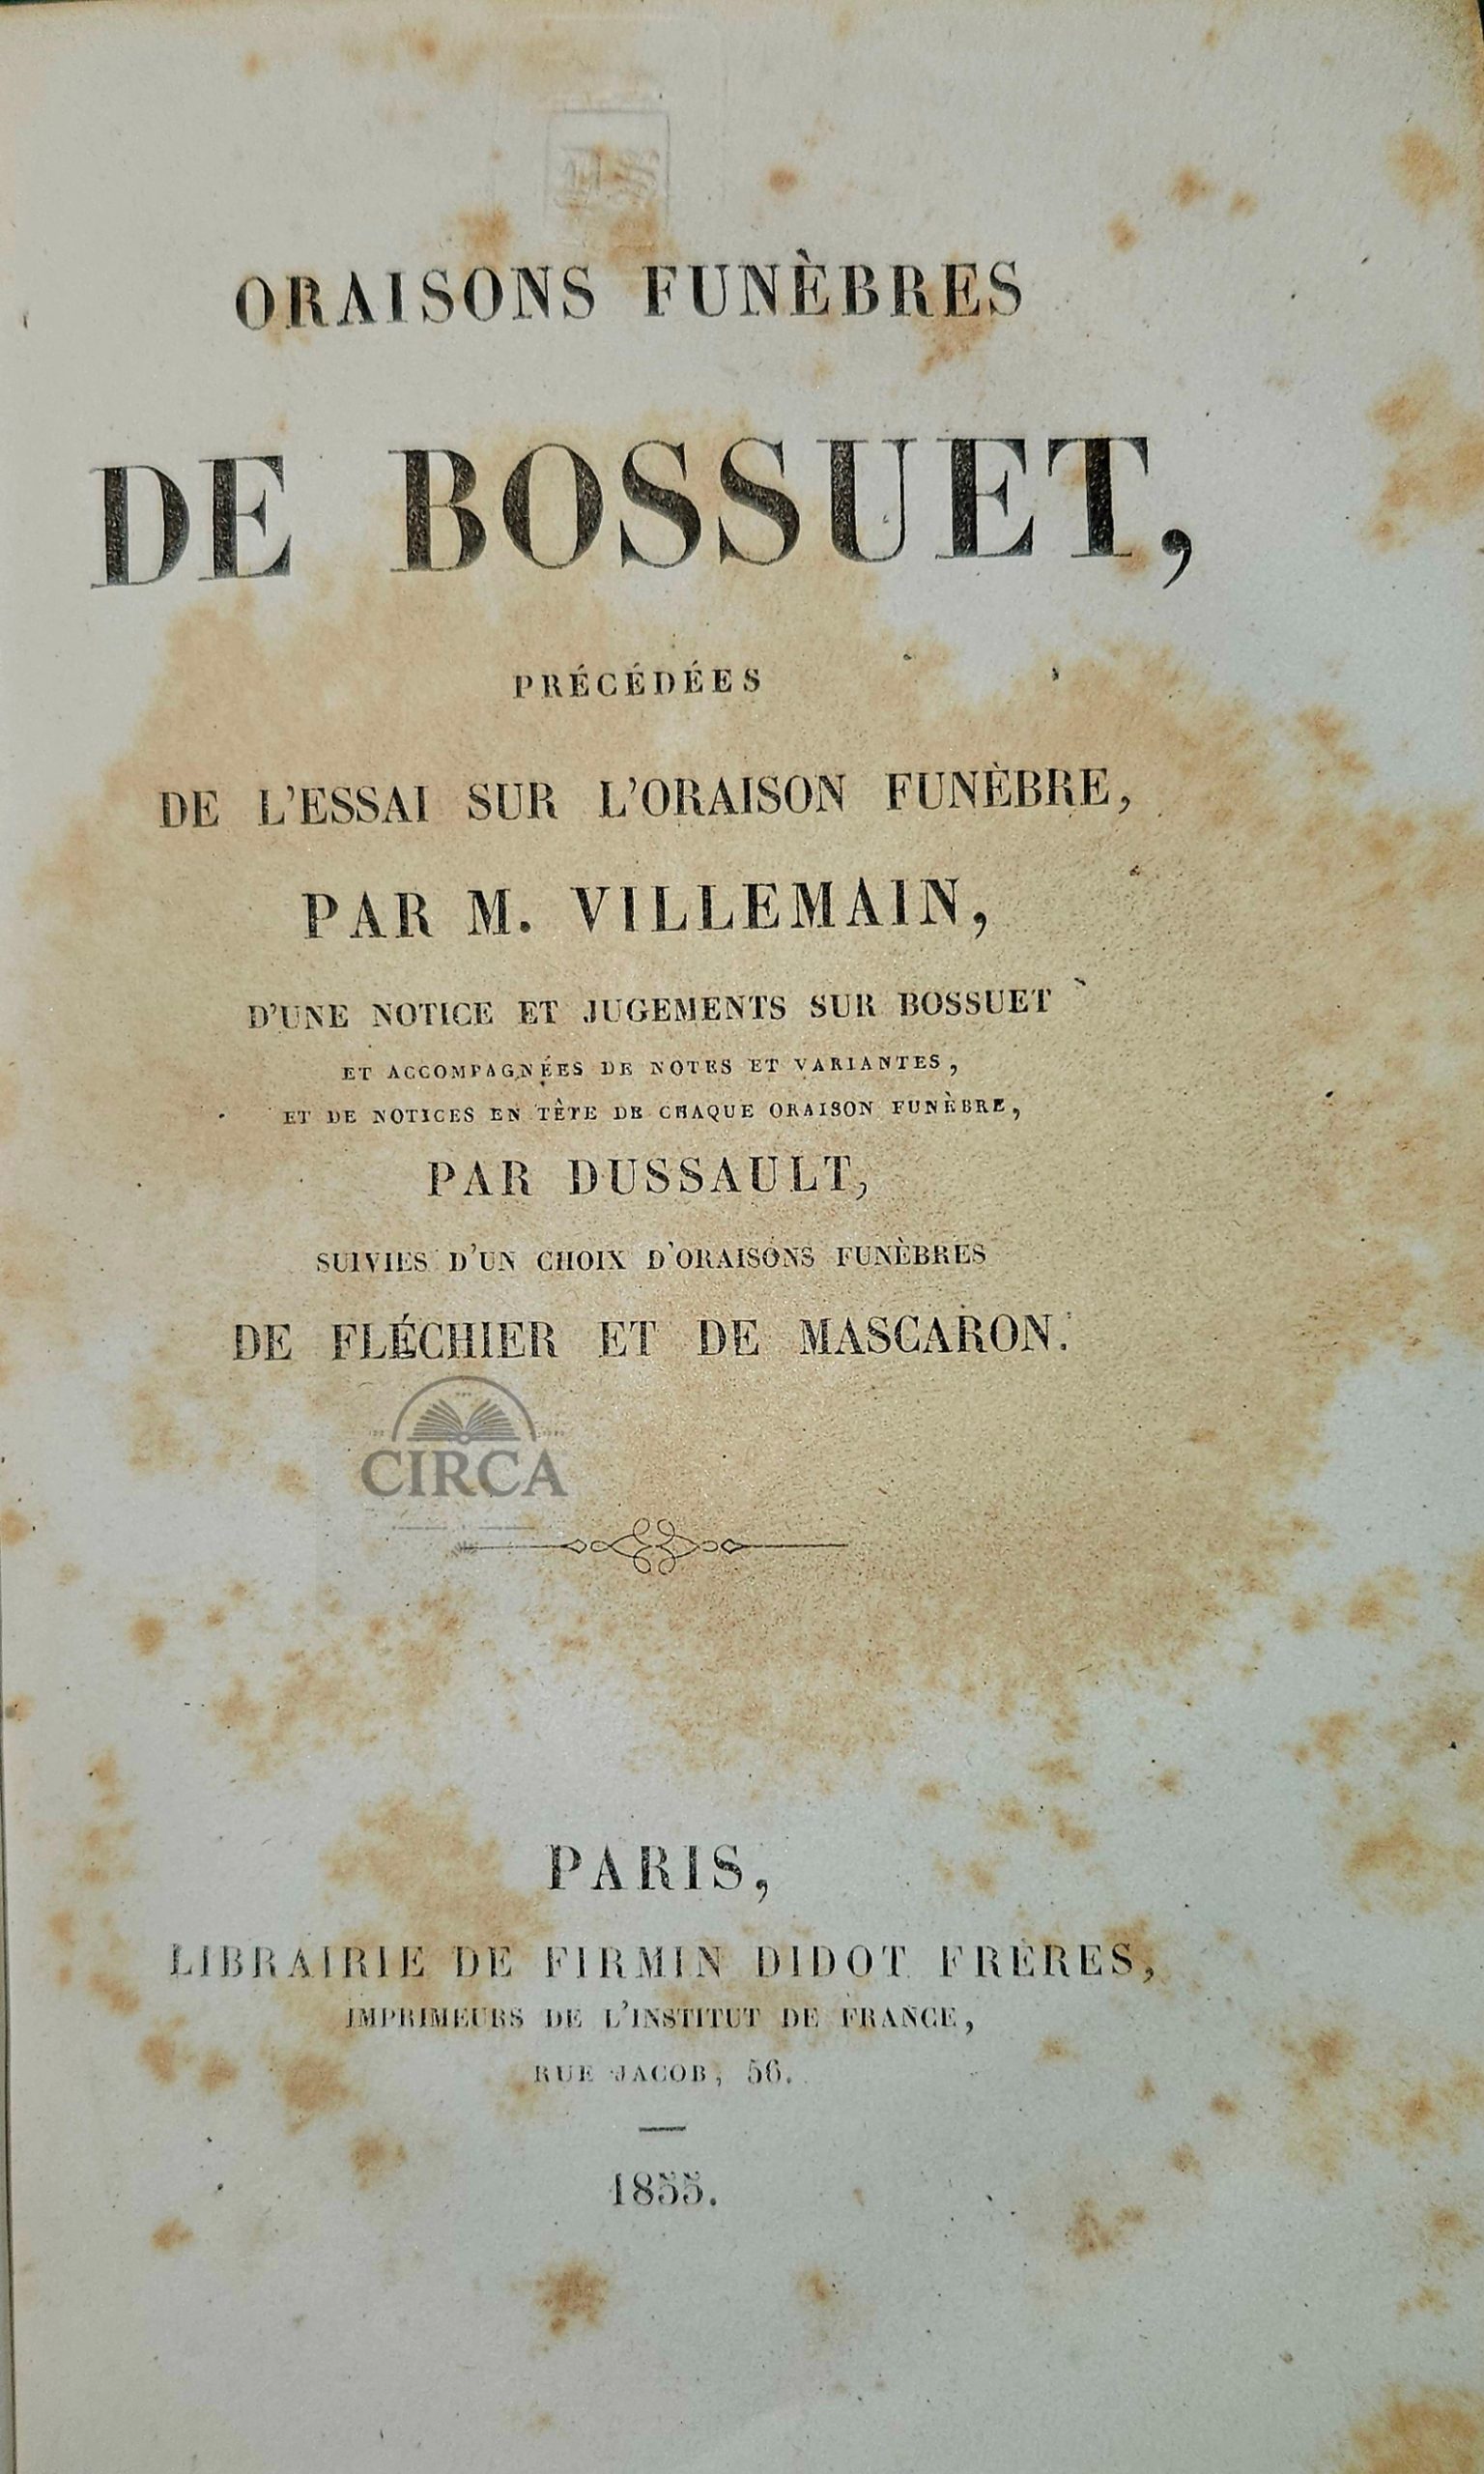 ORAISONS FUNÈBRES
DE BOSSUET,
PRÉCÉDÉES
DE L'ESSAI SUR L'ORAISON FUNÈBRE,
PAR M. VILLEMAIN,
D'UNE NOTICE ET JUGEMENTS SUR BOSSUET
ET ACCOMPAGNÉES DE NOTES ET VARIANTES,
ET DE NOTICES EN TÊTE DE CHAQUE ORAISON FUNÈBRE,
PAR DUSSAULT,
SUIVIES D'UN CHOIX D'ORAISONS FUNÈBRES
DE FLÉCHIER ET DE MASCARON.
CIRCA
PARIS,
LIBRAIRIE DE FIRMIN DIDOT FRÈRES,
IMPRIMEURS DE L'INSTITUT DE FRANCE,
RUE JACOB, 56.
1855.